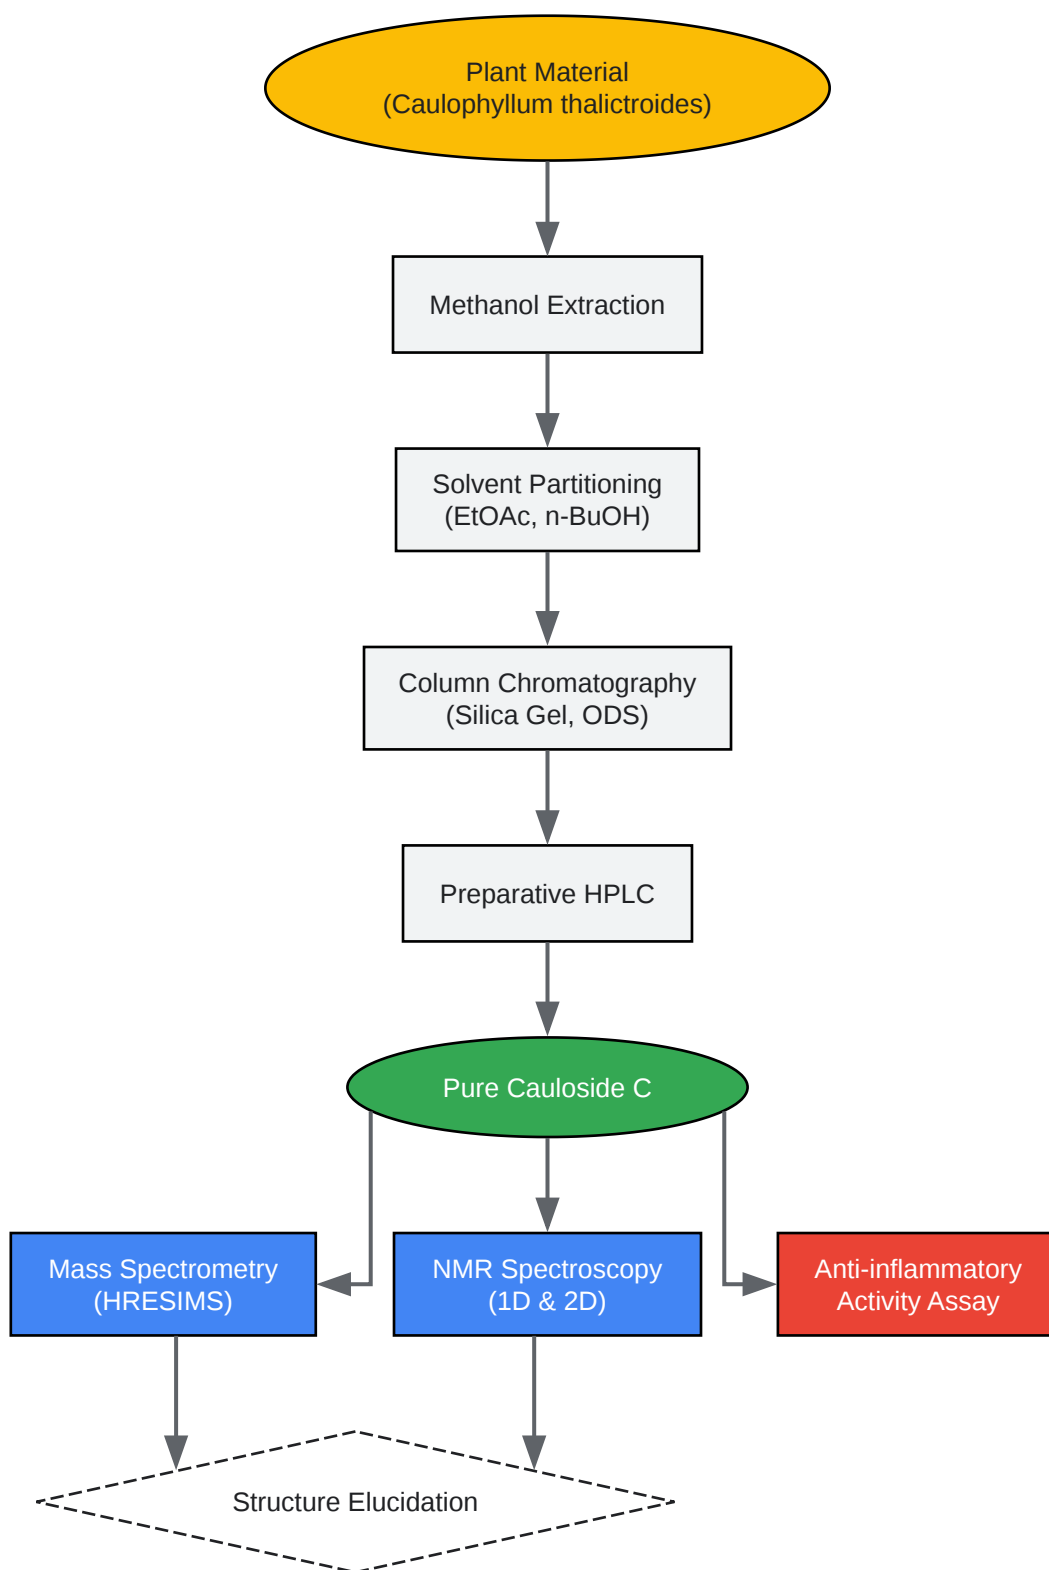 Plant Material
(Caulophyllum thalictroides)
Methanol Extraction
Solvent Partitioning
(EtOAc, n-BuOH)
Column Chromatography
(Silica Gel, ODS)
Preparative HPLC
Pure Cauloside C
Mass Spectrometry
(HRESIMS)
NMR Spectroscopy
(1D & 2D)
Anti-inflammatory
Activity Assay
Structure Elucidation